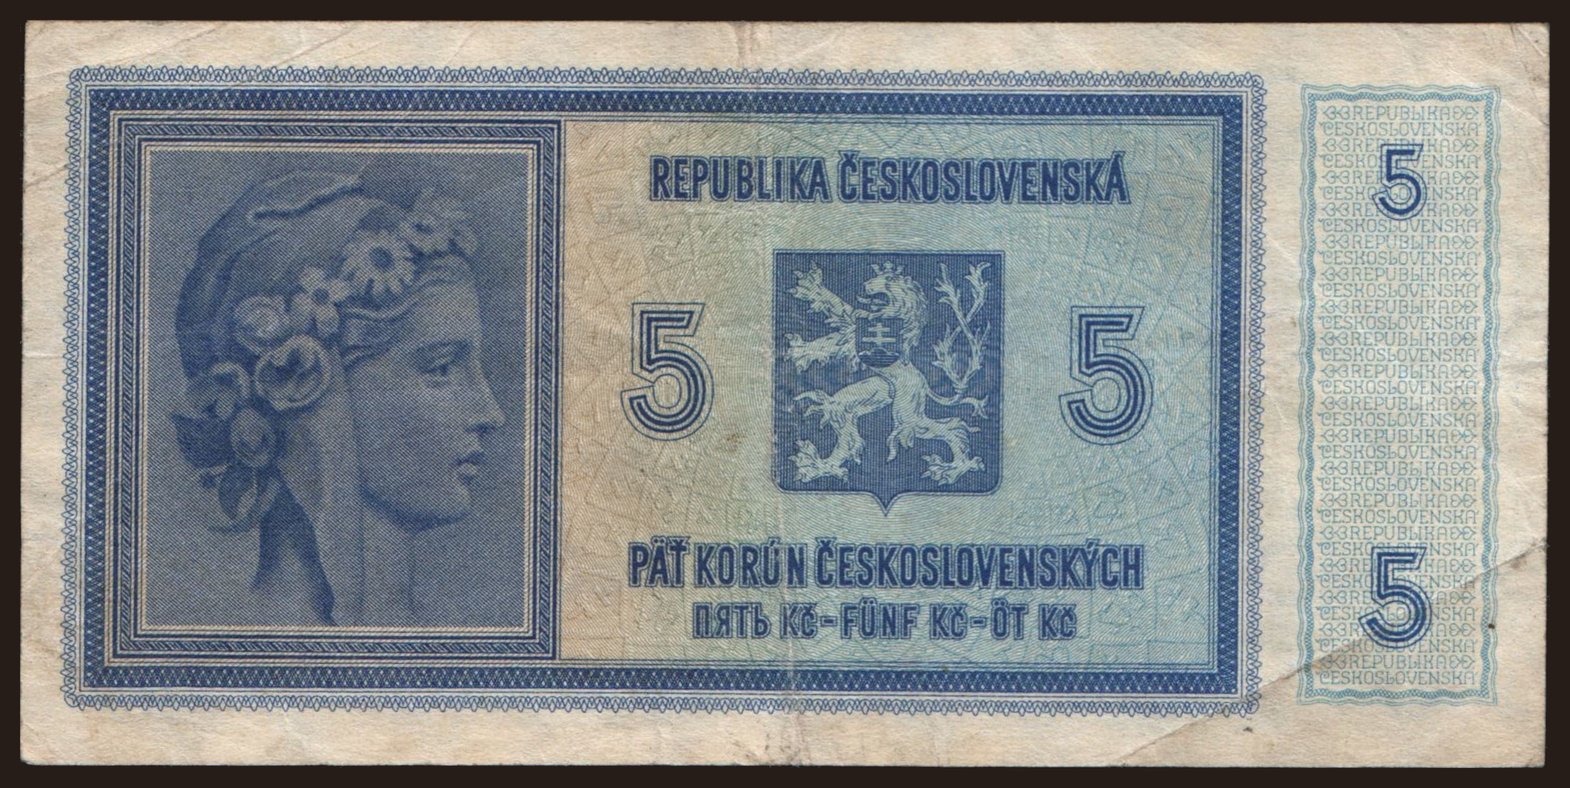 REPUBLIKA ČESKOSLOVENSKÁ
5
5
5
PÄŤ KORÚN ČESKOSLOVENSKÝCH
ПЯТЬ Kč-FÜNF Kč-ÖT Kč
5
REPUBLIKA
ČESKOSLOVENSKÁ